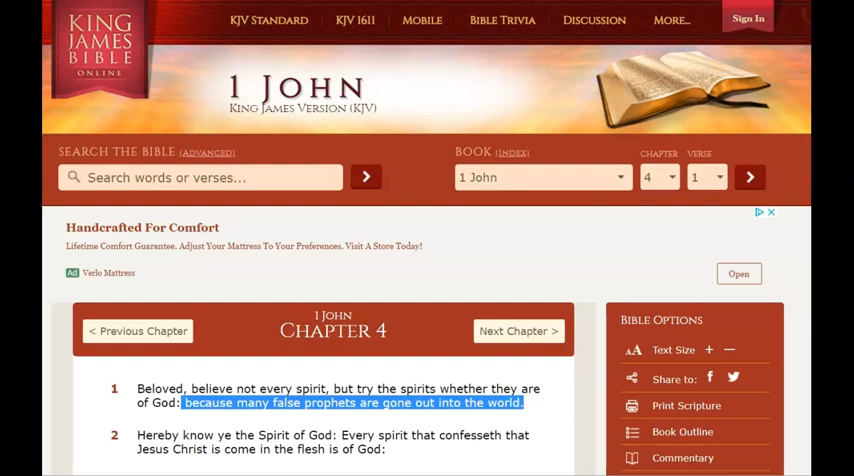 KING
JAMES
BIBLE
ONLINE
KJV STANDARD
KJV 1611
MOBILE
BIBLE TRIVIA
DISCUSSION
MORE...
Sign In
1 JOHN
KING JAMES VERSION (KJV)
SEARCH THE BIBLE (ADVANCED)
Search words or verses...
BOOK (INDEX)
CHAPTER
VERSE
1 John
4
1
Handcrafted For Comfort
Lifetime Comfort Guarantee. Adjust Your Mattress To Your Preferences. Visit A Store Today!
Ad Verlo Mattress
Open
< Previous Chapter
1 JOHN
CHAPTER 4
Next Chapter >
1 Beloved, believe not every spirit, but try the spirits whether they are
of God: because many false prophets are gone out into the world.
2 Hereby know ye the Spirit of God: Every spirit that confesseth that
Jesus Christ is come in the flesh is of God:
BIBLE OPTIONS
AA Text Size + —
Share to:
Print Scripture
Book Outline
Commentary